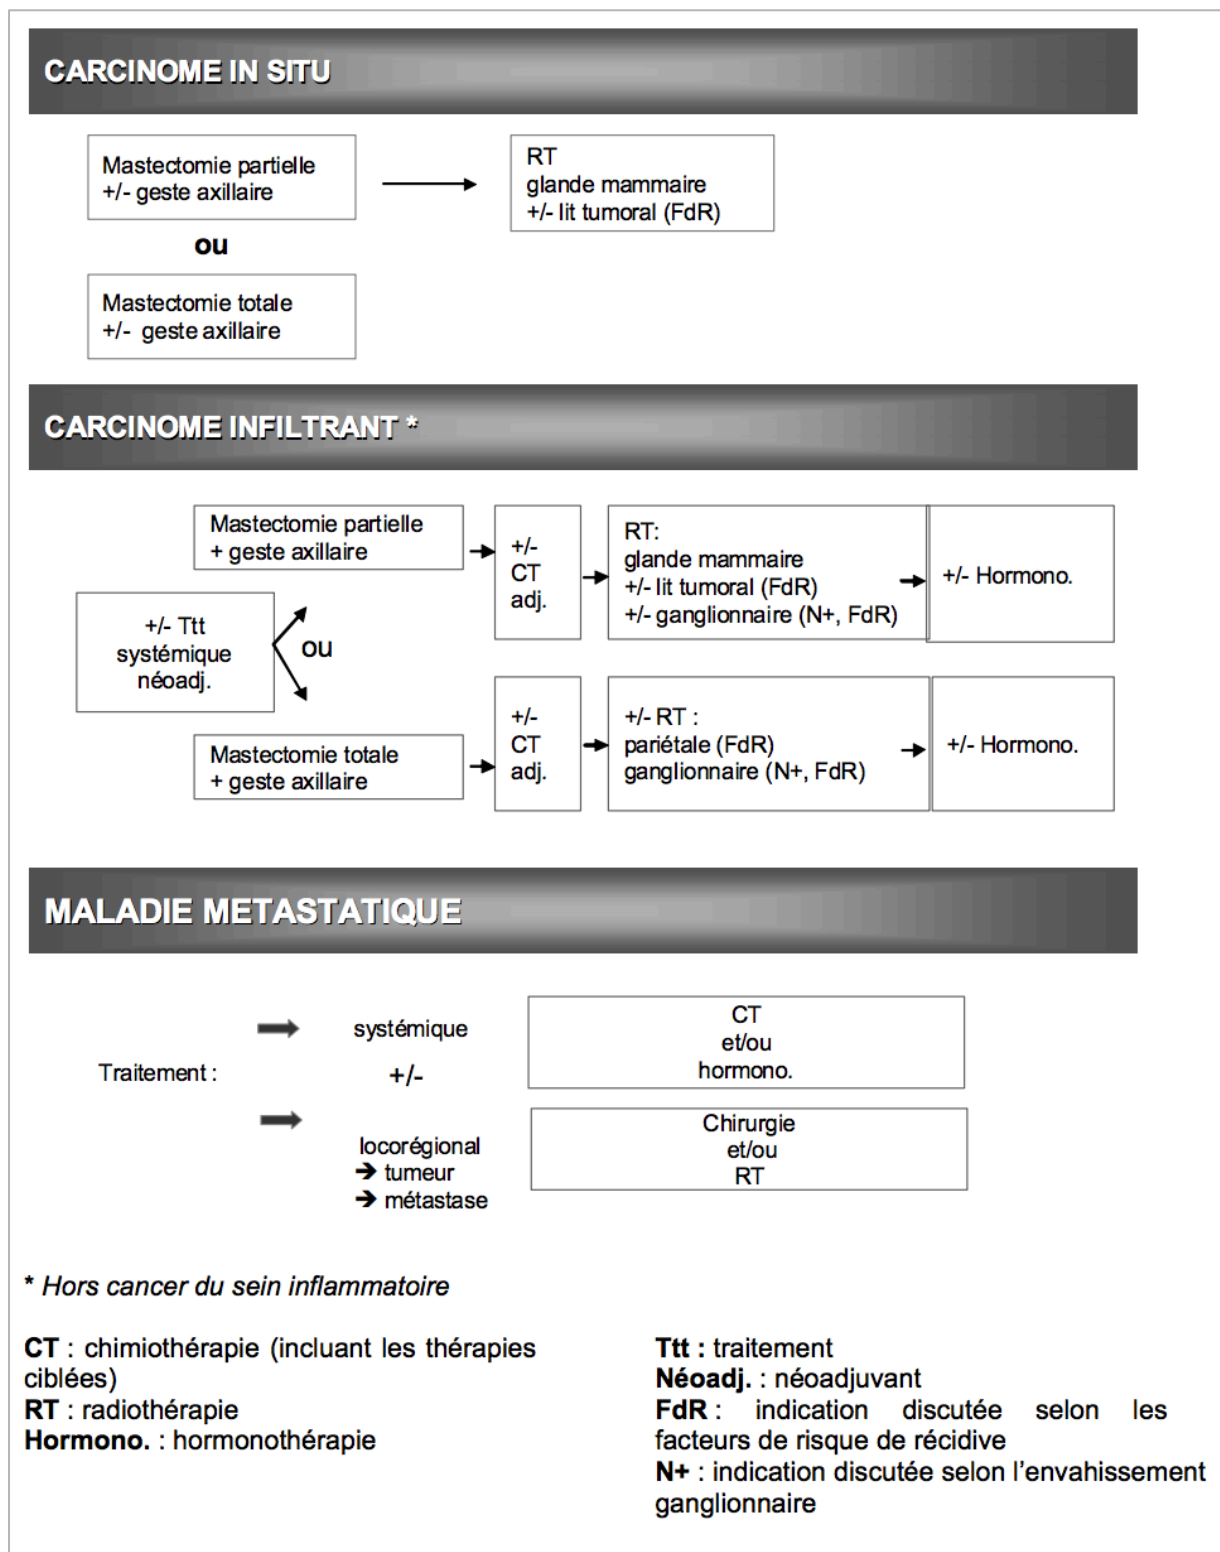 CARCINOME IN SITU
Mastectomie partielle
+/- geste axillaire
RT
glande mammaire
+/- lit tumoral (FdR)
ou
Mastectomie totale
+/- geste axillaire
CARCINOME INFILTRANT *
+/- Ttt
systémique
néoadj.
ou
Mastectomie partielle
+ geste axillaire
+/-
CT
adj.
RT:
glande mammaire
+/- lit tumoral (FdR)
+/- ganglionnaire (N+, FdR)
+/- Hormono.
Mastectomie totale
+ geste axillaire
+/-
CT
adj.
+/- RT :
pariétale (FdR)
ganglionnaire (N+, FdR)
+/- Hormono.
MALADIE METASTATIQUE
Traitement :
systémique
+/-
locorégional
➔ tumeur
➔ métastase
CT
et/ou
hormono.
Chirurgie
et/ou
RT
* Hors cancer du sein inflammatoire
CT : chimiothérapie (incluant les thérapies
ciblées)
RT : radiothérapie
Hormono. : hormonothérapie
Ttt : traitement
Néoadj. : néoadjuvant
FdR : indication discutée selon les
facteurs de risque de récidive
N+ : indication discutée selon l'envahissement
ganglionnaire